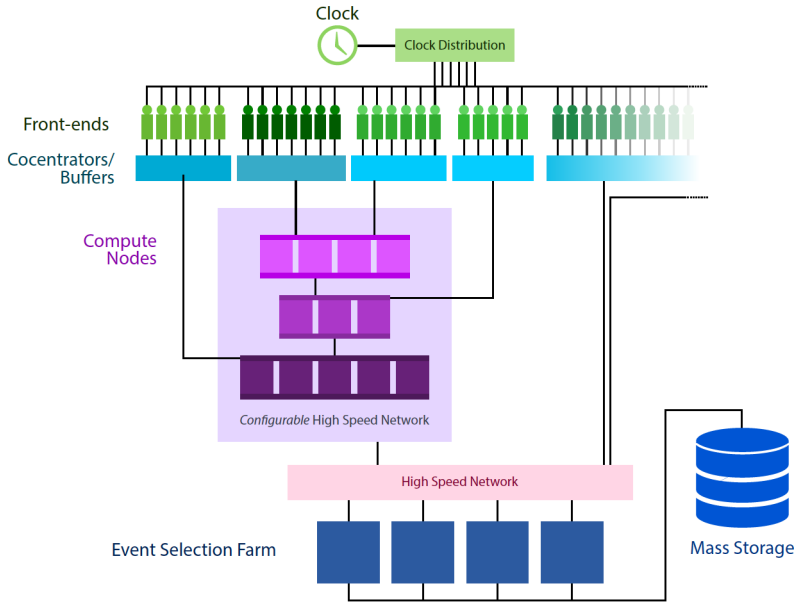 Clock
Clock Distribution
Front-ends
Cocentrators/
Buffers
Compute
Nodes
Configurable High Speed Network
High Speed Network
Event Selection Farm
Mass Storage